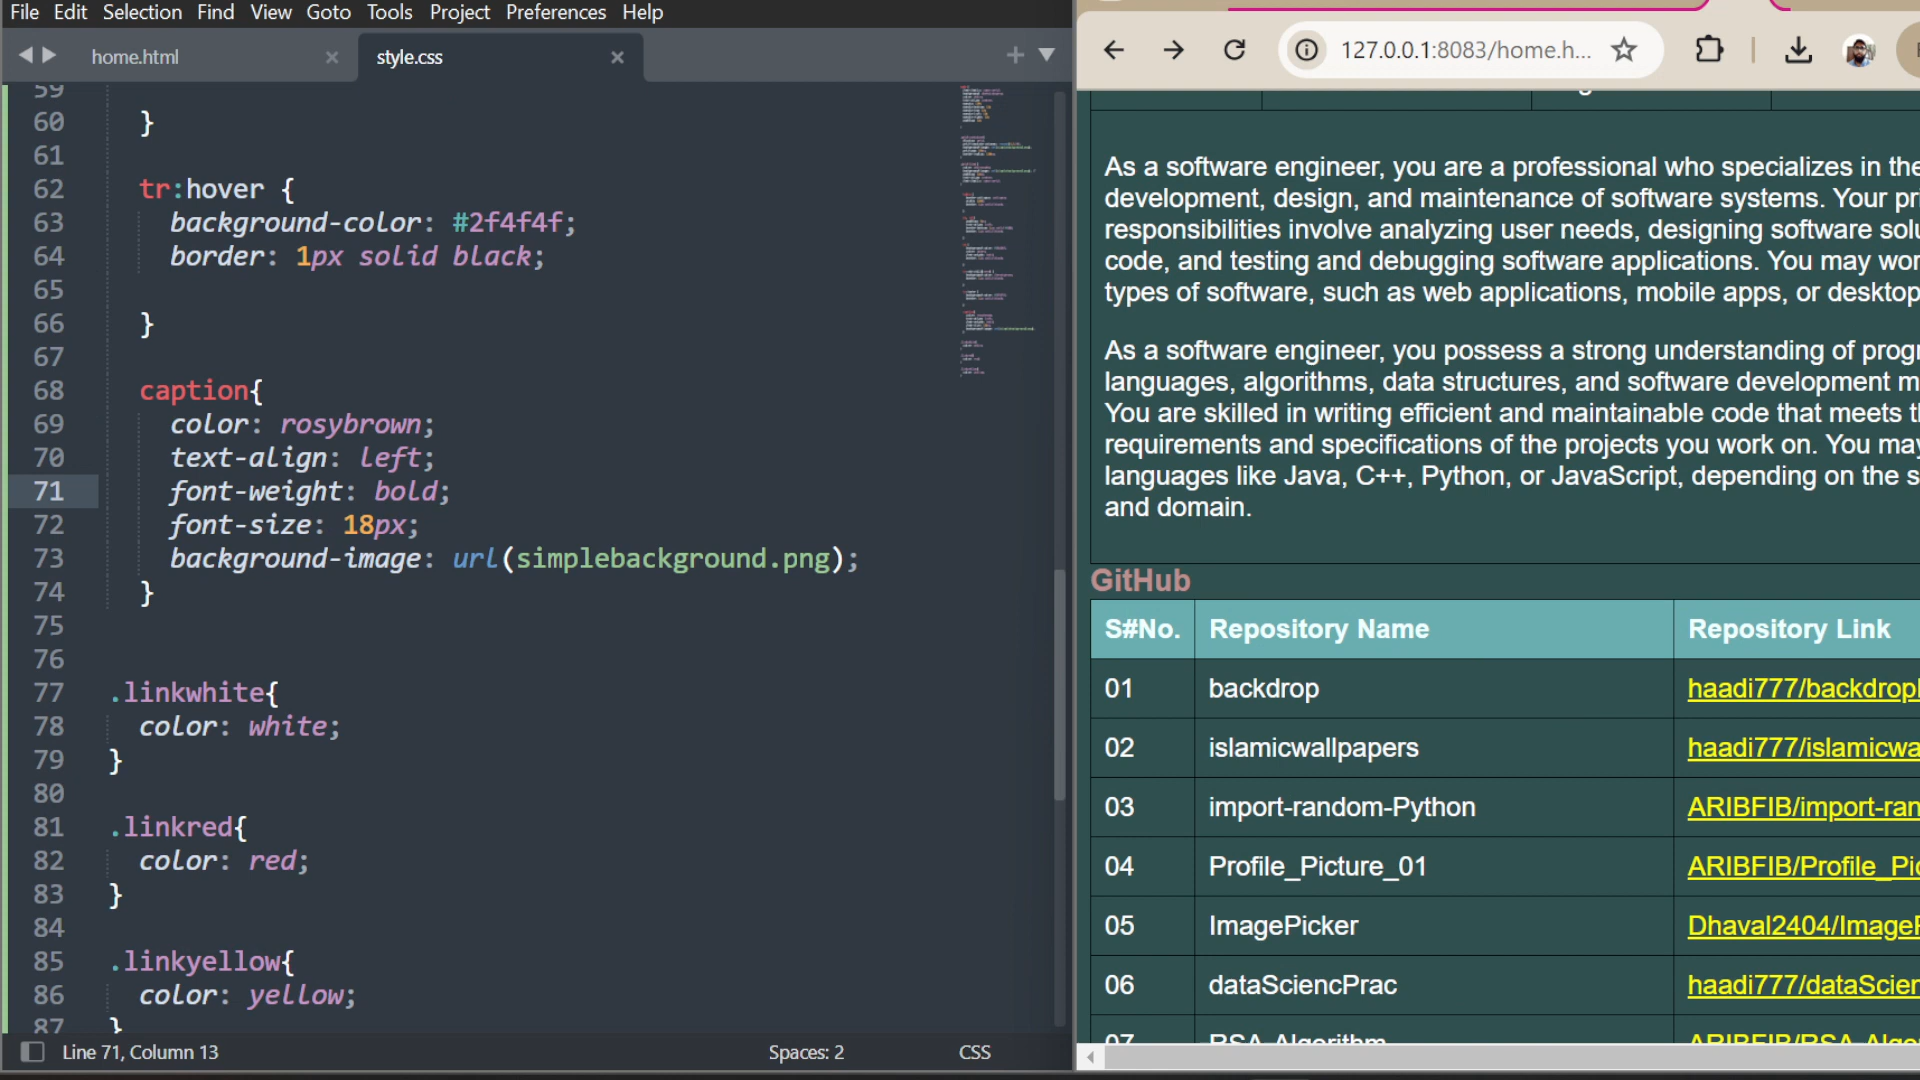 File Edit Selection Find View Goto Tools Project Preferences Help
home.html
style.css
59
60 }
61
62 tr:hover {
63 background-color: #2f4f4f;
64 border: 1px solid black;
65
66 }
67
68 caption{
69 color: rosybrown;
70 text-align: left;
71 font-weight: bold;
72 font-size: 18px;
73 background-image: url(simplebackground.png);
74 }
75
76
77 .linkwhite{
78 color: white;
79 }
80
81 .linkred{
82 color: red;
83 }
84
85 .linkyellow{
86 color: yellow;
87 }
Line 71, Column 13
Spaces: 2
CSS
127.0.0.1:8083/home.h...
As a software engineer, you are a professional who specializes in the
development, design, and maintenance of software systems. Your pri
responsibilities involve analyzing user needs, designing software solu
code, and testing and debugging software applications. You may wor
types of software, such as web applications, mobile apps, or desktop
As a software engineer, you possess a strong understanding of progr
languages, algorithms, data structures, and software development m
You are skilled in writing efficient and maintainable code that meets t
requirements and specifications of the projects you work on. You may
languages like Java, C++, Python, or JavaScript, depending on the s
and domain.
GitHub
S#No. Repository Name Repository Link
01 backdrop haadi777/backdrop
02 islamicwallpapers haadi777/islamicwa
03 import-random-Python ARIBFIB/import-ran
04 Profile_Picture_01 ARIBFIB/Profile_Pic
05 ImagePicker Dhaval2404/ImageP
06 dataSciencPrac haadi777/dataScien
07 RSA-Algorithm ARIBFIB/RSA-Algo